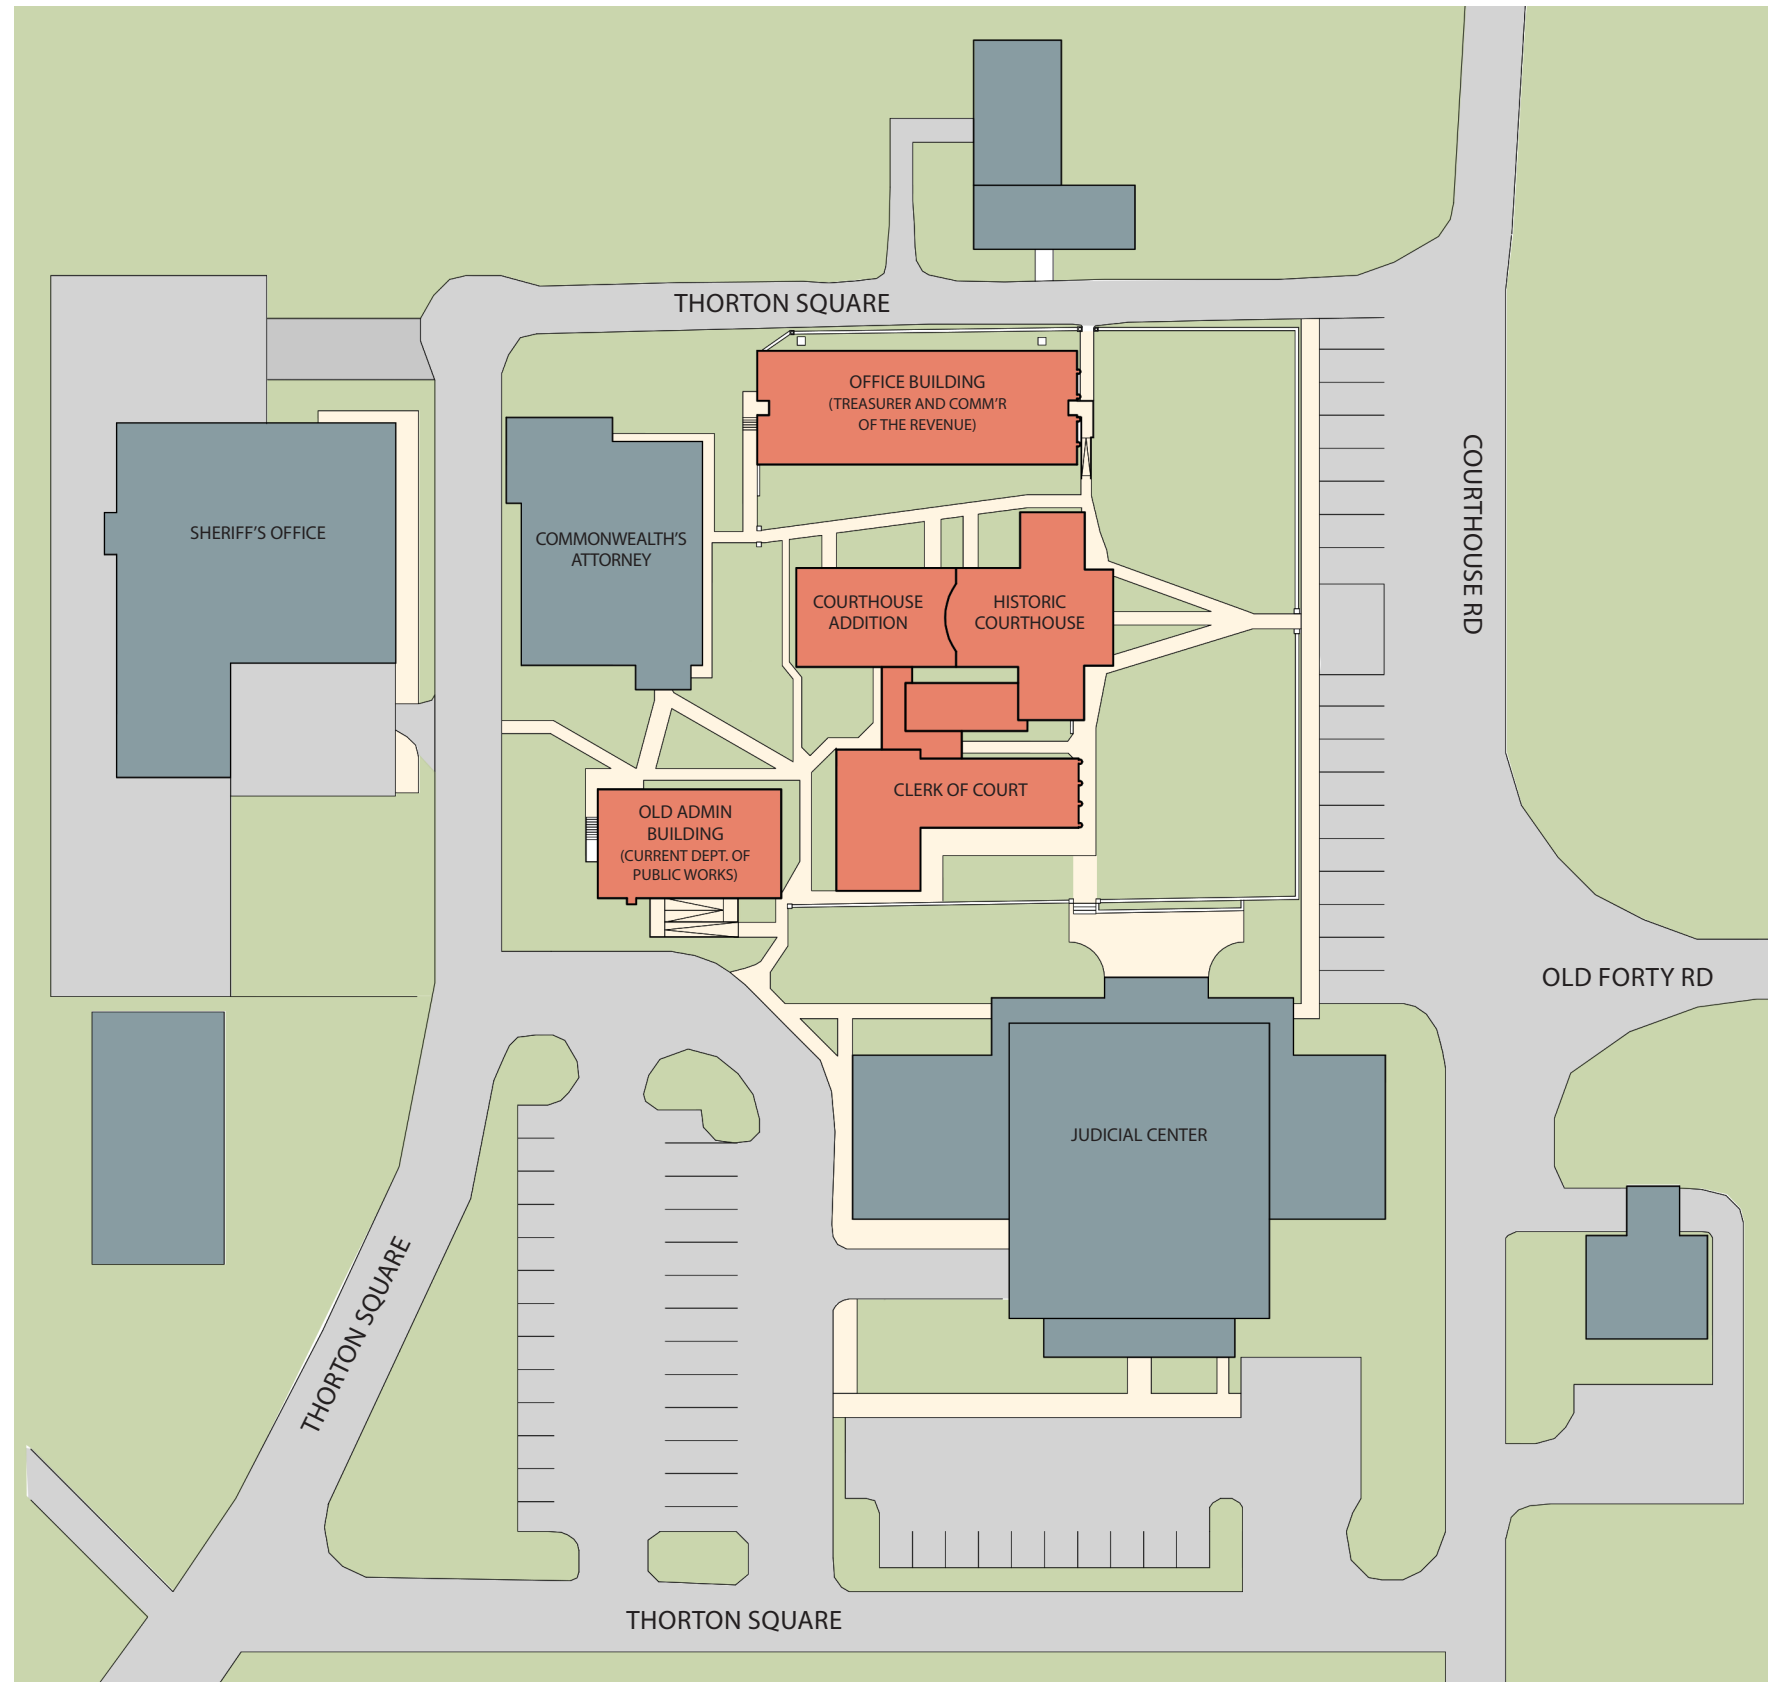 THORTON SQUARE
OFFICE BUILDING
(TREASURER AND COMM'R
OF THE REVENUE)
COURTHOUSE RD
SHERIFF'S OFFICE
COMMONWEALTH'S
ATTORNEY
COURTHOUSE
ADDITION
HISTORIC
COURTHOUSE
CLERK OF COURT
OLD ADMIN
BUILDING
(CURRENT DEPT. OF
PUBLIC WORKS)
OLD FORTY RD
JUDICIAL CENTER
THORTON SQUARE
THORTON SQUARE